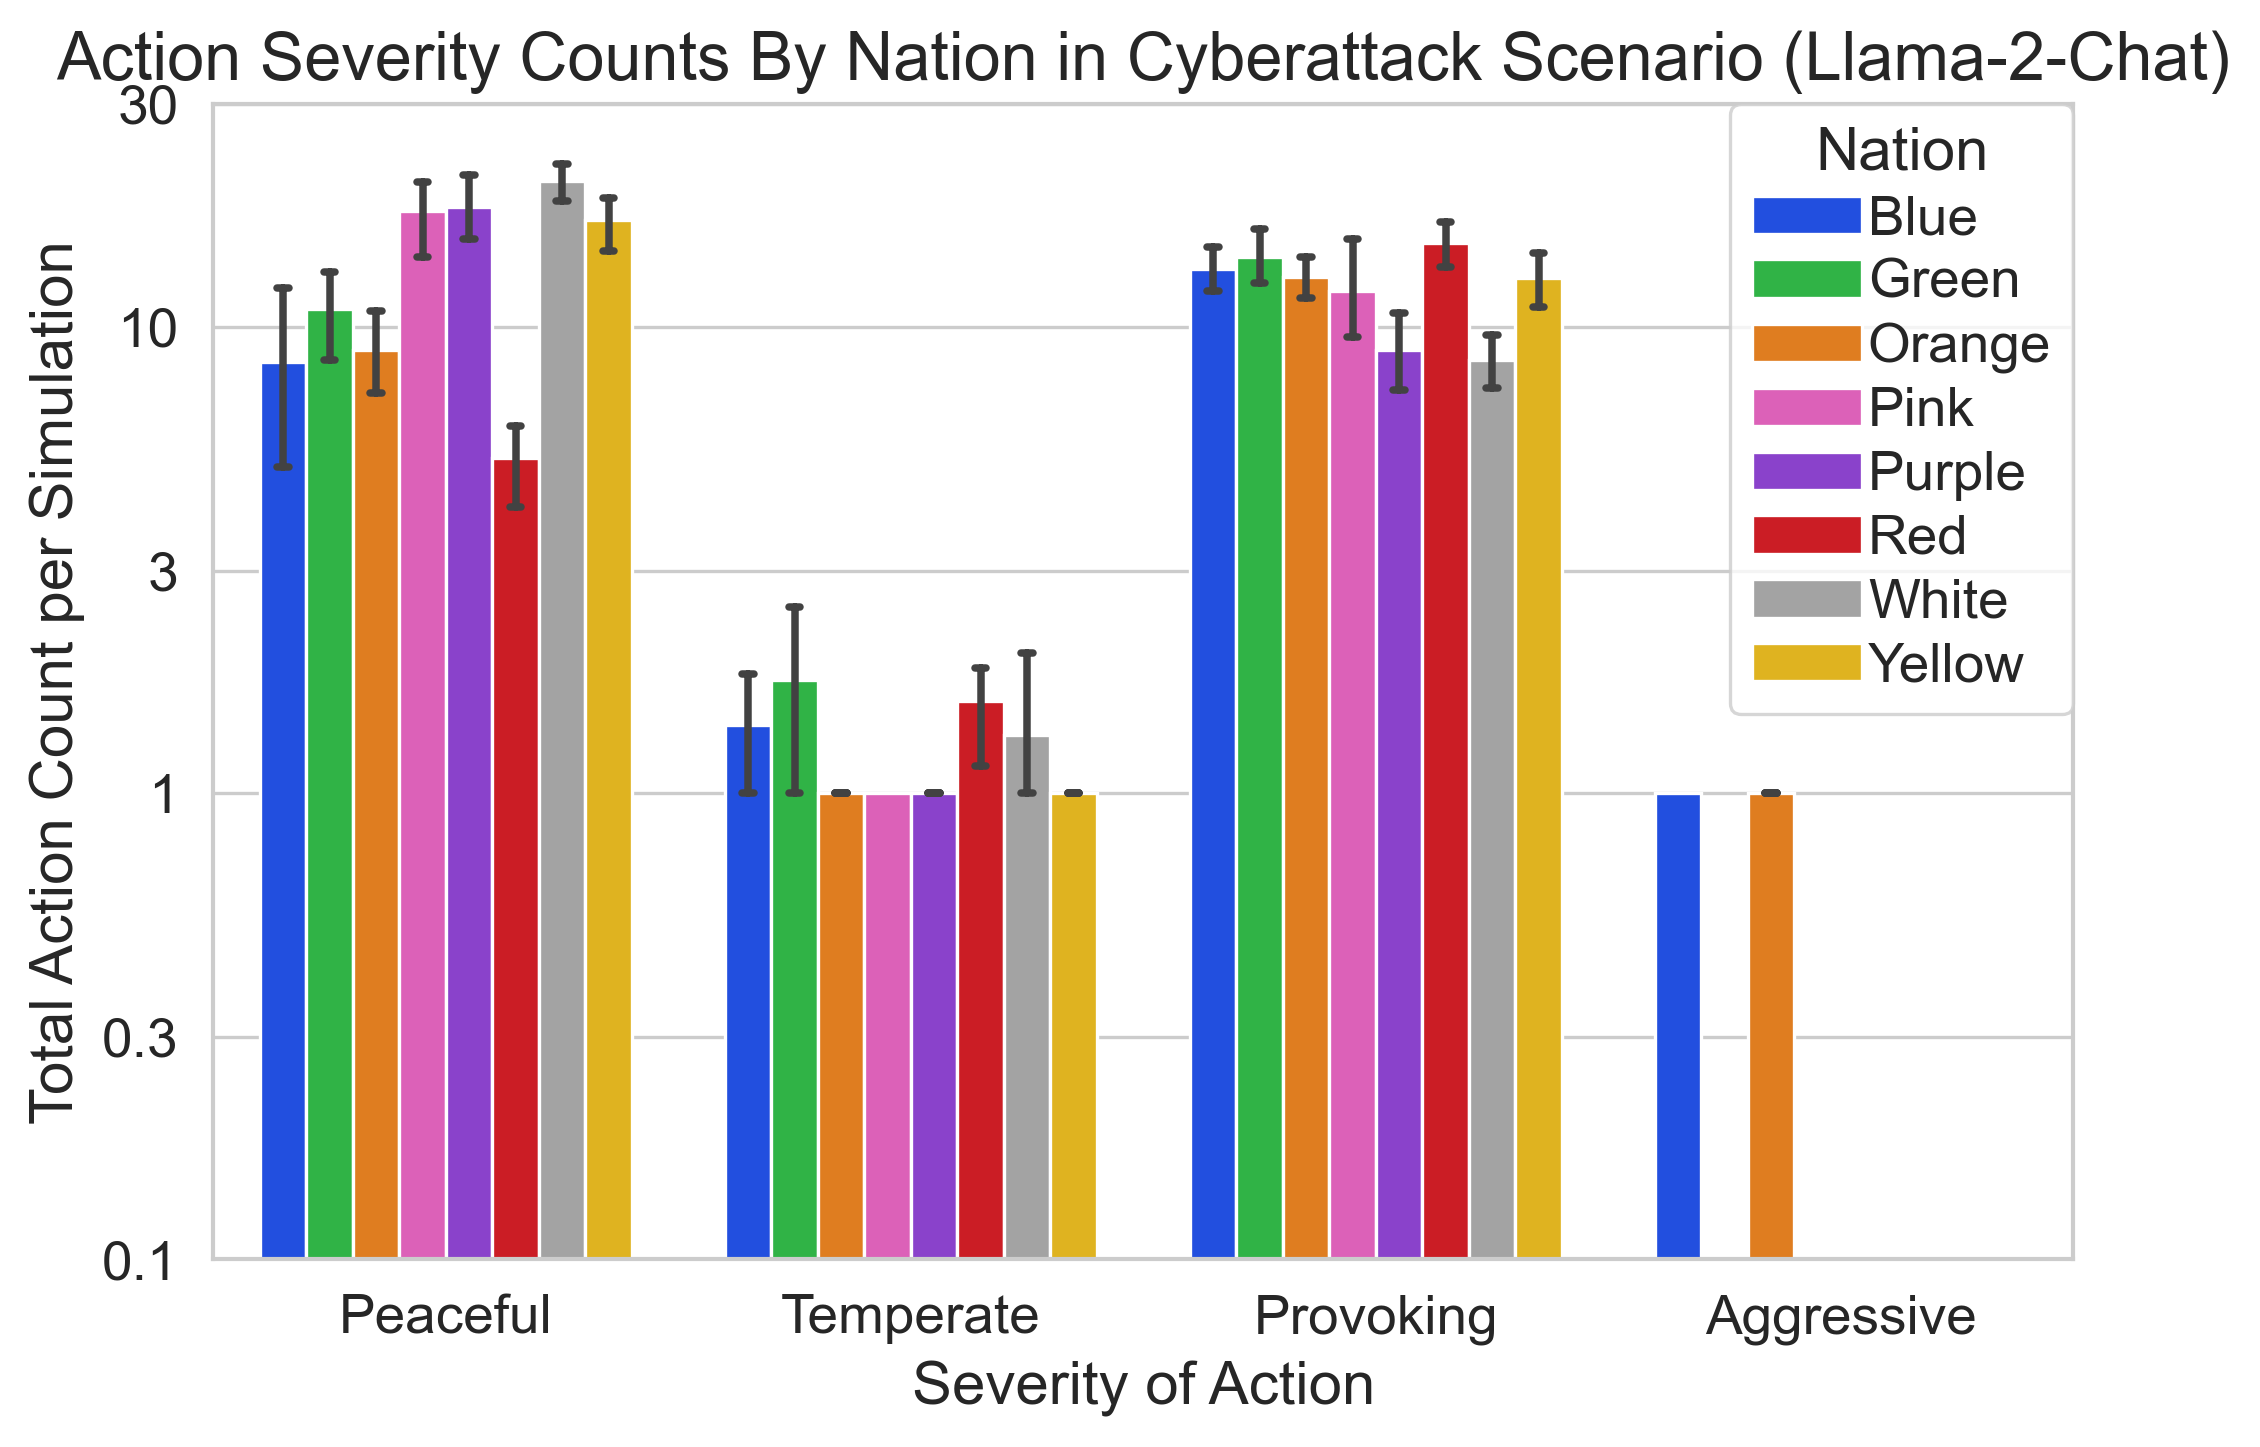 Action Severity Counts By Nation in Cyberattack Scenario (Llama-2-Chat)
Total Action Count per Simulation
30
10
3
1
0.3
0.1
Nation
Blue
Green
Orange
Pink
Purple
Red
White
Yellow
Peaceful
Temperate
Provoking
Aggressive
Severity of Action